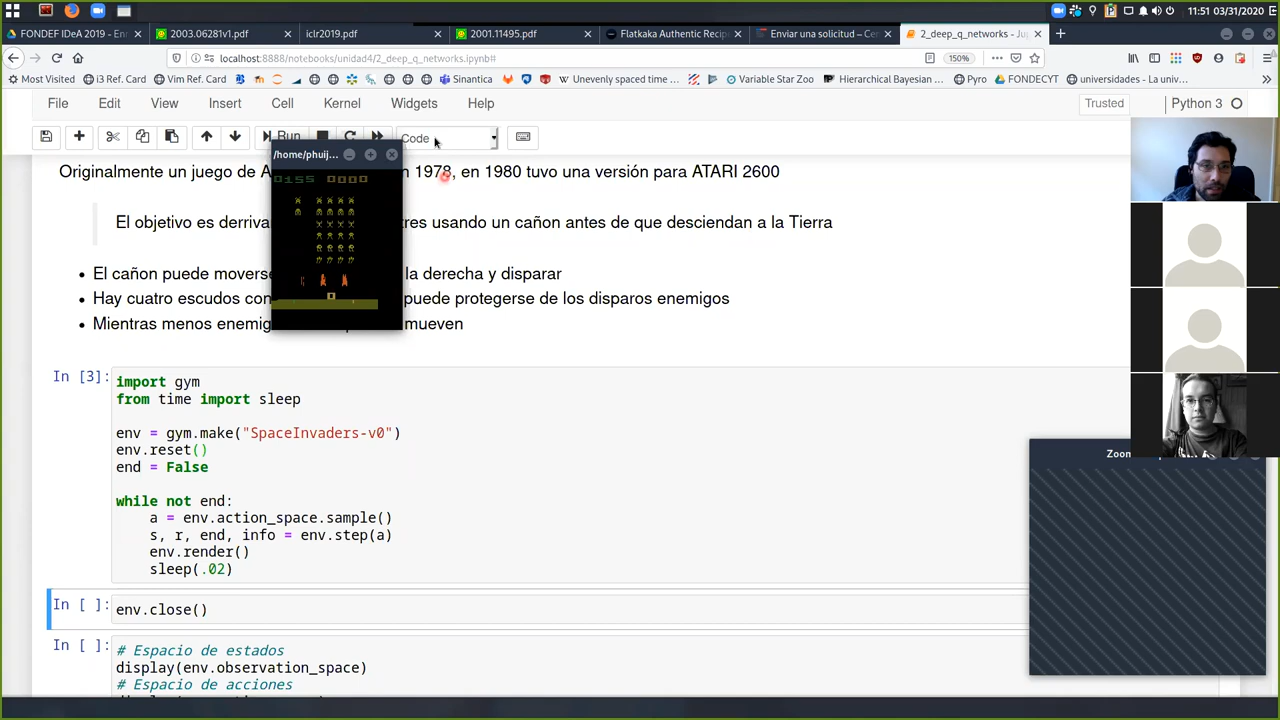 11:51 03/31/2020
FONDEF IDeA 2019 - En
2003.06281v1.pdf
iclr2019.pdf
2001.11495.pdf
Flatkaka Authentic Recip
Enviar una solicitud — Cer
2_deep_q_networks - Ju
localhost:8888/notebooks/unidad4/2_deep_q_networks.ipynb#
150%
Most Visited
i3 Ref. Card
Vim Ref. Card
Sinantica
Unevenly spaced time ...
Variable Star Zoo
Hierarchical Bayesian ...
FONDECYT
universidades - La univ...
File Edit View Insert Cell Kernel Widgets Help
Trusted
Python 3
Run
Code
/home/phuij...
Originalmente un juego de A
n 1978, en 1980 tuvo una versión para ATARI 2600
0155 0000
El objetivo es derriba
tres usando un cañon antes de que desciendan a la Tierra
El cañon puede moverse
la derecha y disparar
Hay cuatro escudos con
puede protegerse de los disparos enemigos
Mientras menos enemig
mueven
In [3]:
import gym
from time import sleep
env = gym.make("SpaceInvaders-v0")
env.reset()
end = False
while not end:
a = env.action_space.sample()
s, r, end, info = env.step(a)
env.render()
sleep(.02)
Zoom
In [ ]:
env.close()
In [ ]:
# Espacio de estados
display(env.observation_space)
# Espacio de acciones